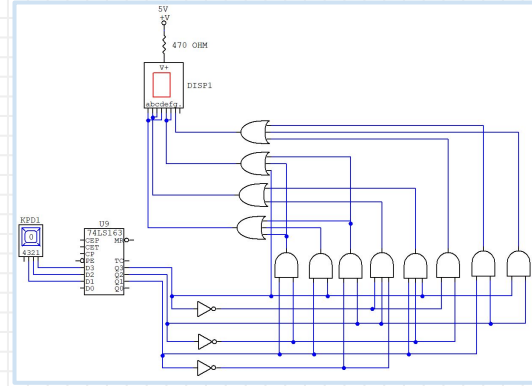 5V
+V
470 OHM
V+
DISP1
abcdefg.
KPD1
0
4321
U9
74LS163
CEP MR
CET
CP
PE TC
D3 Q3
D2 Q2
D1 Q1
D0 Q0